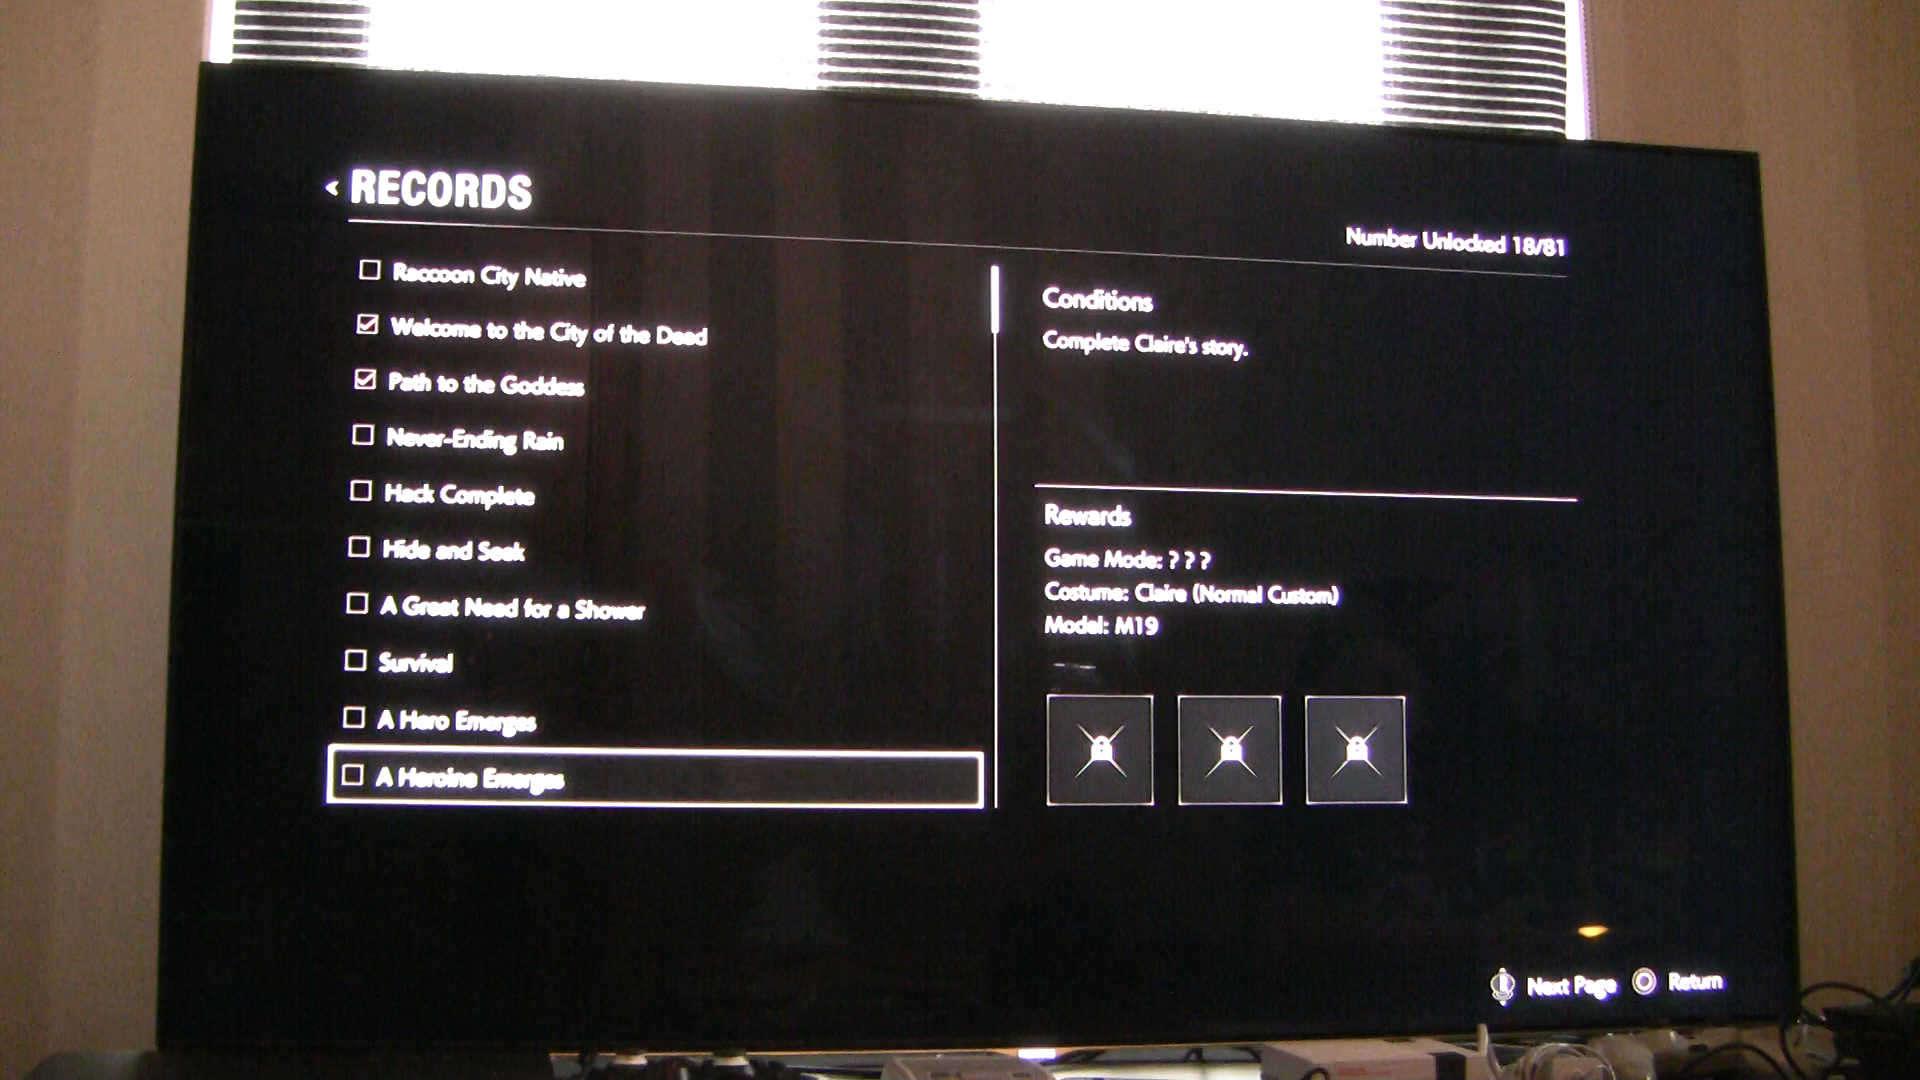 RECORDS
Number Unlocked 18/81
Raccoon City Native
Welcome to the City of the Dead
Path to the Goddess
Never-Ending Rain
Hack Complete
Hide and Seek
A Great Need for a Shower
Survival
A Hero Emerges
A Heroine Emerges
Conditions
Complete Claire's story.
Rewards
Game Mode: ? ? ?
Costume: Claire (Normal Custom)
Model: M19
Next Page
Return